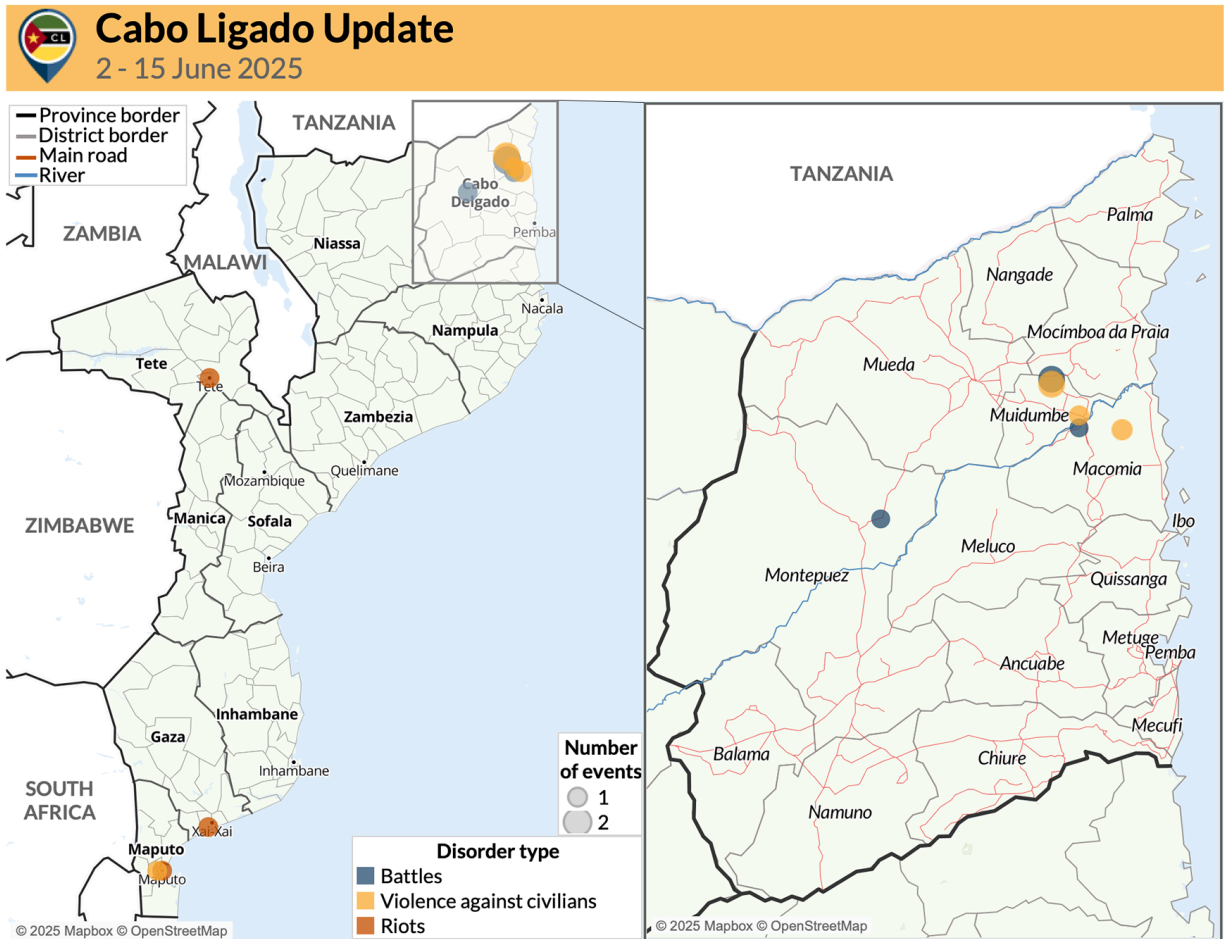 CL
Cabo Ligado Update
2 - 15 June 2025
Province border
District border
Main road
River
TANZANIA
ZAMBIA
MALAWI
Niassa
Cabo
Delgado
Pemba
Nacala
Nampula
Tete
Tete
Zambezia
Quelimane
Mozambique
Manica
Sofala
ZIMBABWE
Beira
Inhambane
Gaza
Inhambane
SOUTH
AFRICA
Xai-Xai
Maputo
Maputo
Number
of events
1
2
Disorder type
Battles
Violence against civilians
Riots
© 2025 Mapbox © OpenStreetMap
TANZANIA
Palma
Nangade
Mocímboa da Praia
Mueda
Muidumbe
Macomia
Ibo
Meluco
Montepuez
Quissanga
Metuge
Pemba
Ancuabe
Mecufi
Balama
Chiure
Namuno
© 2025 Mapbox © OpenStreetMap